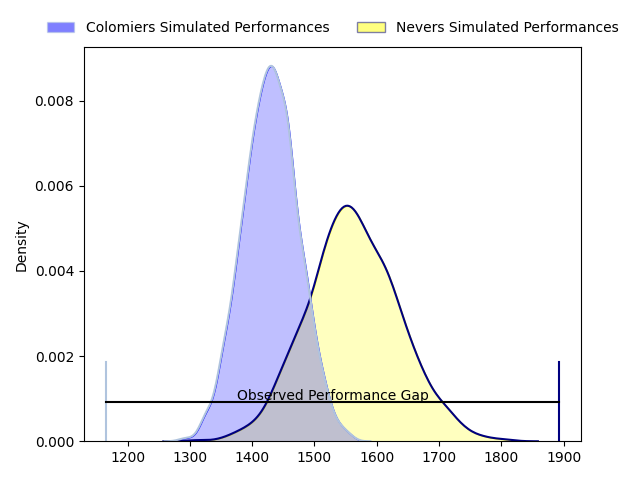 Colomiers Simulated Performances Nevers Simulated Performances
0.008
0.006
Density
0.004
0.002
Observed Performance Gap
0.000
1200 1300 1400 1500 1600 1700 1800 1900